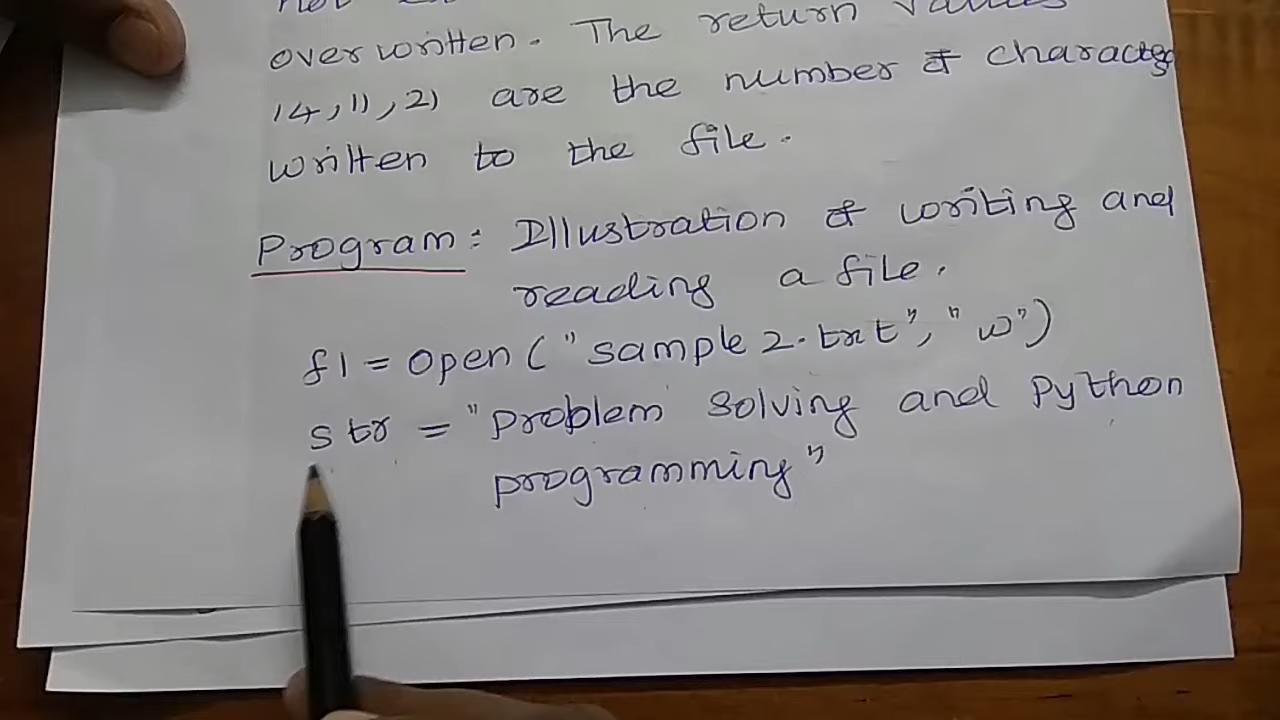 overwritten. The return values
14, 11, 21 are the number of
written to the file.
Program: Illustration of writing and
reading a file.
f1 = open("sample2.txt", "w")
str = "Problem solving and Python
programming"